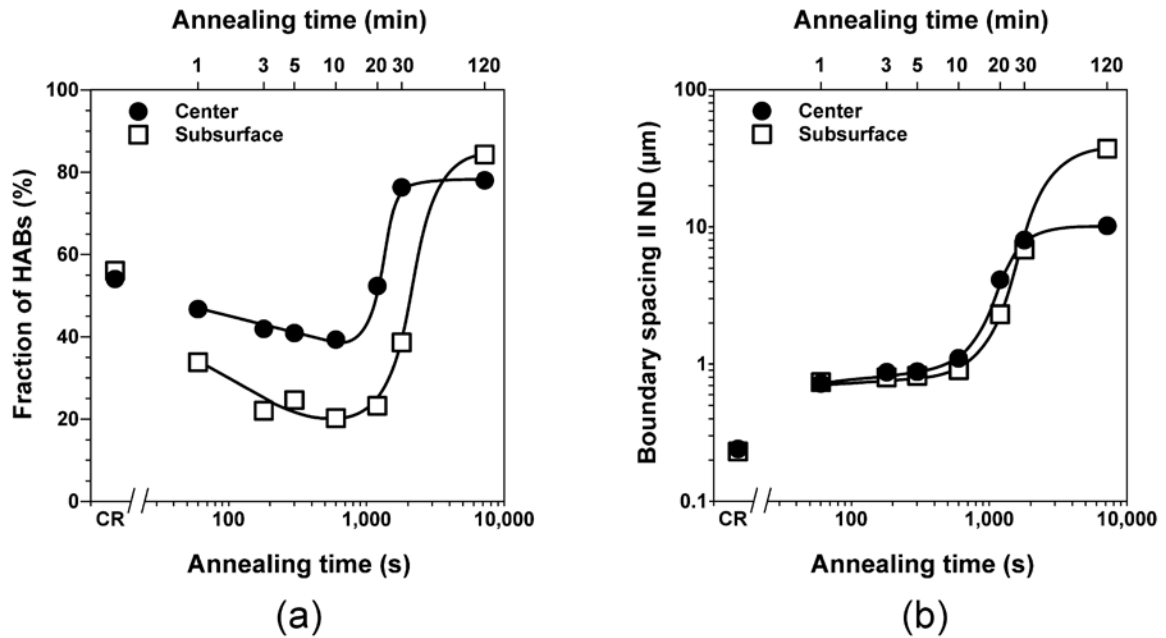 Annealing time (min)
1 3 5 10 20 30 120
100
80
60
40
20
0
Fraction of HABs (%)
Center
Subsurface
CR 100 1,000 10,000
Annealing time (s)
(a)
Annealing time (min)
1 3 5 10 20 30 120
100
10
1
0.1
Boundary spacing II ND (µm)
Center
Subsurface
CR 100 1,000 10,000
Annealing time (s)
(b)